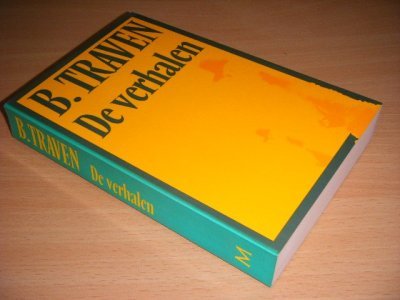 B. TRAVEN
De verhalen
B. TRAVEN De verhalen M